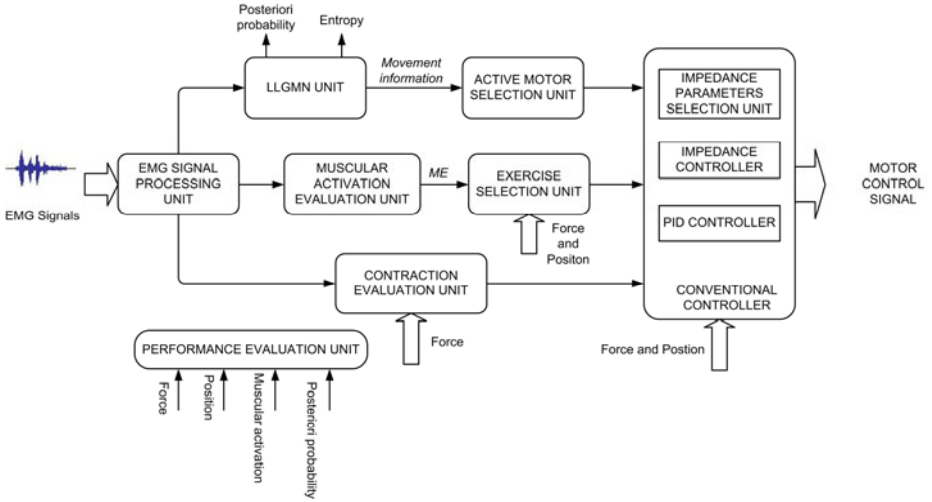 Posteriori
probability
Entropy
LLGMN UNIT
Movement
information
ACTIVE MOTOR
SELECTION UNIT
IMPEDANCE
PARAMETERS
SELECTION UNIT
EMG Signals
EMG SIGNAL
PROCESSING
UNIT
MUSCULAR
ACTIVATION
EVALUATION UNIT
ME
EXERCISE
SELECTION UNIT
IMPEDANCE
CONTROLLER
MOTOR
CONTROL
SIGNAL
PID CONTROLLER
Force
and
Positon
CONTRACTION
EVALUATION UNIT
CONVENTIONAL
CONTROLLER
Force
Force and Postion
PERFORMANCE EVALUATION UNIT
Force
Position
Muscular activation
Posteriori probability